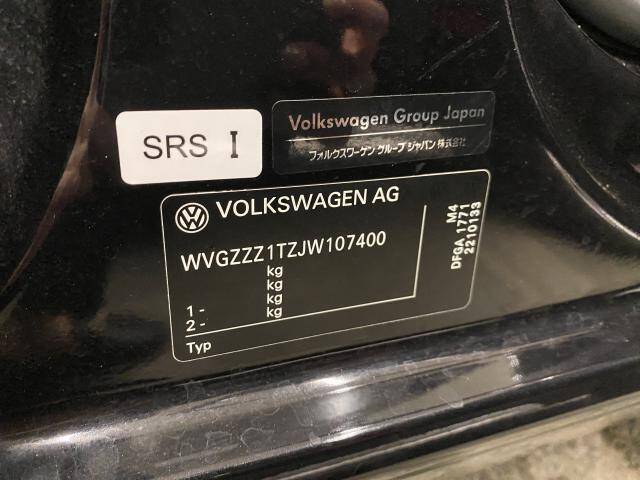 SRS I
Volkswagen Group Japan
フォルクスワーゲン グループ ジャパン 株式会社
VOLKSWAGEN AG
WVGZZZ1TZJW107400
kg
kg
1 - kg
2 - kg
Typ
M4
DFGA 1771
2210133